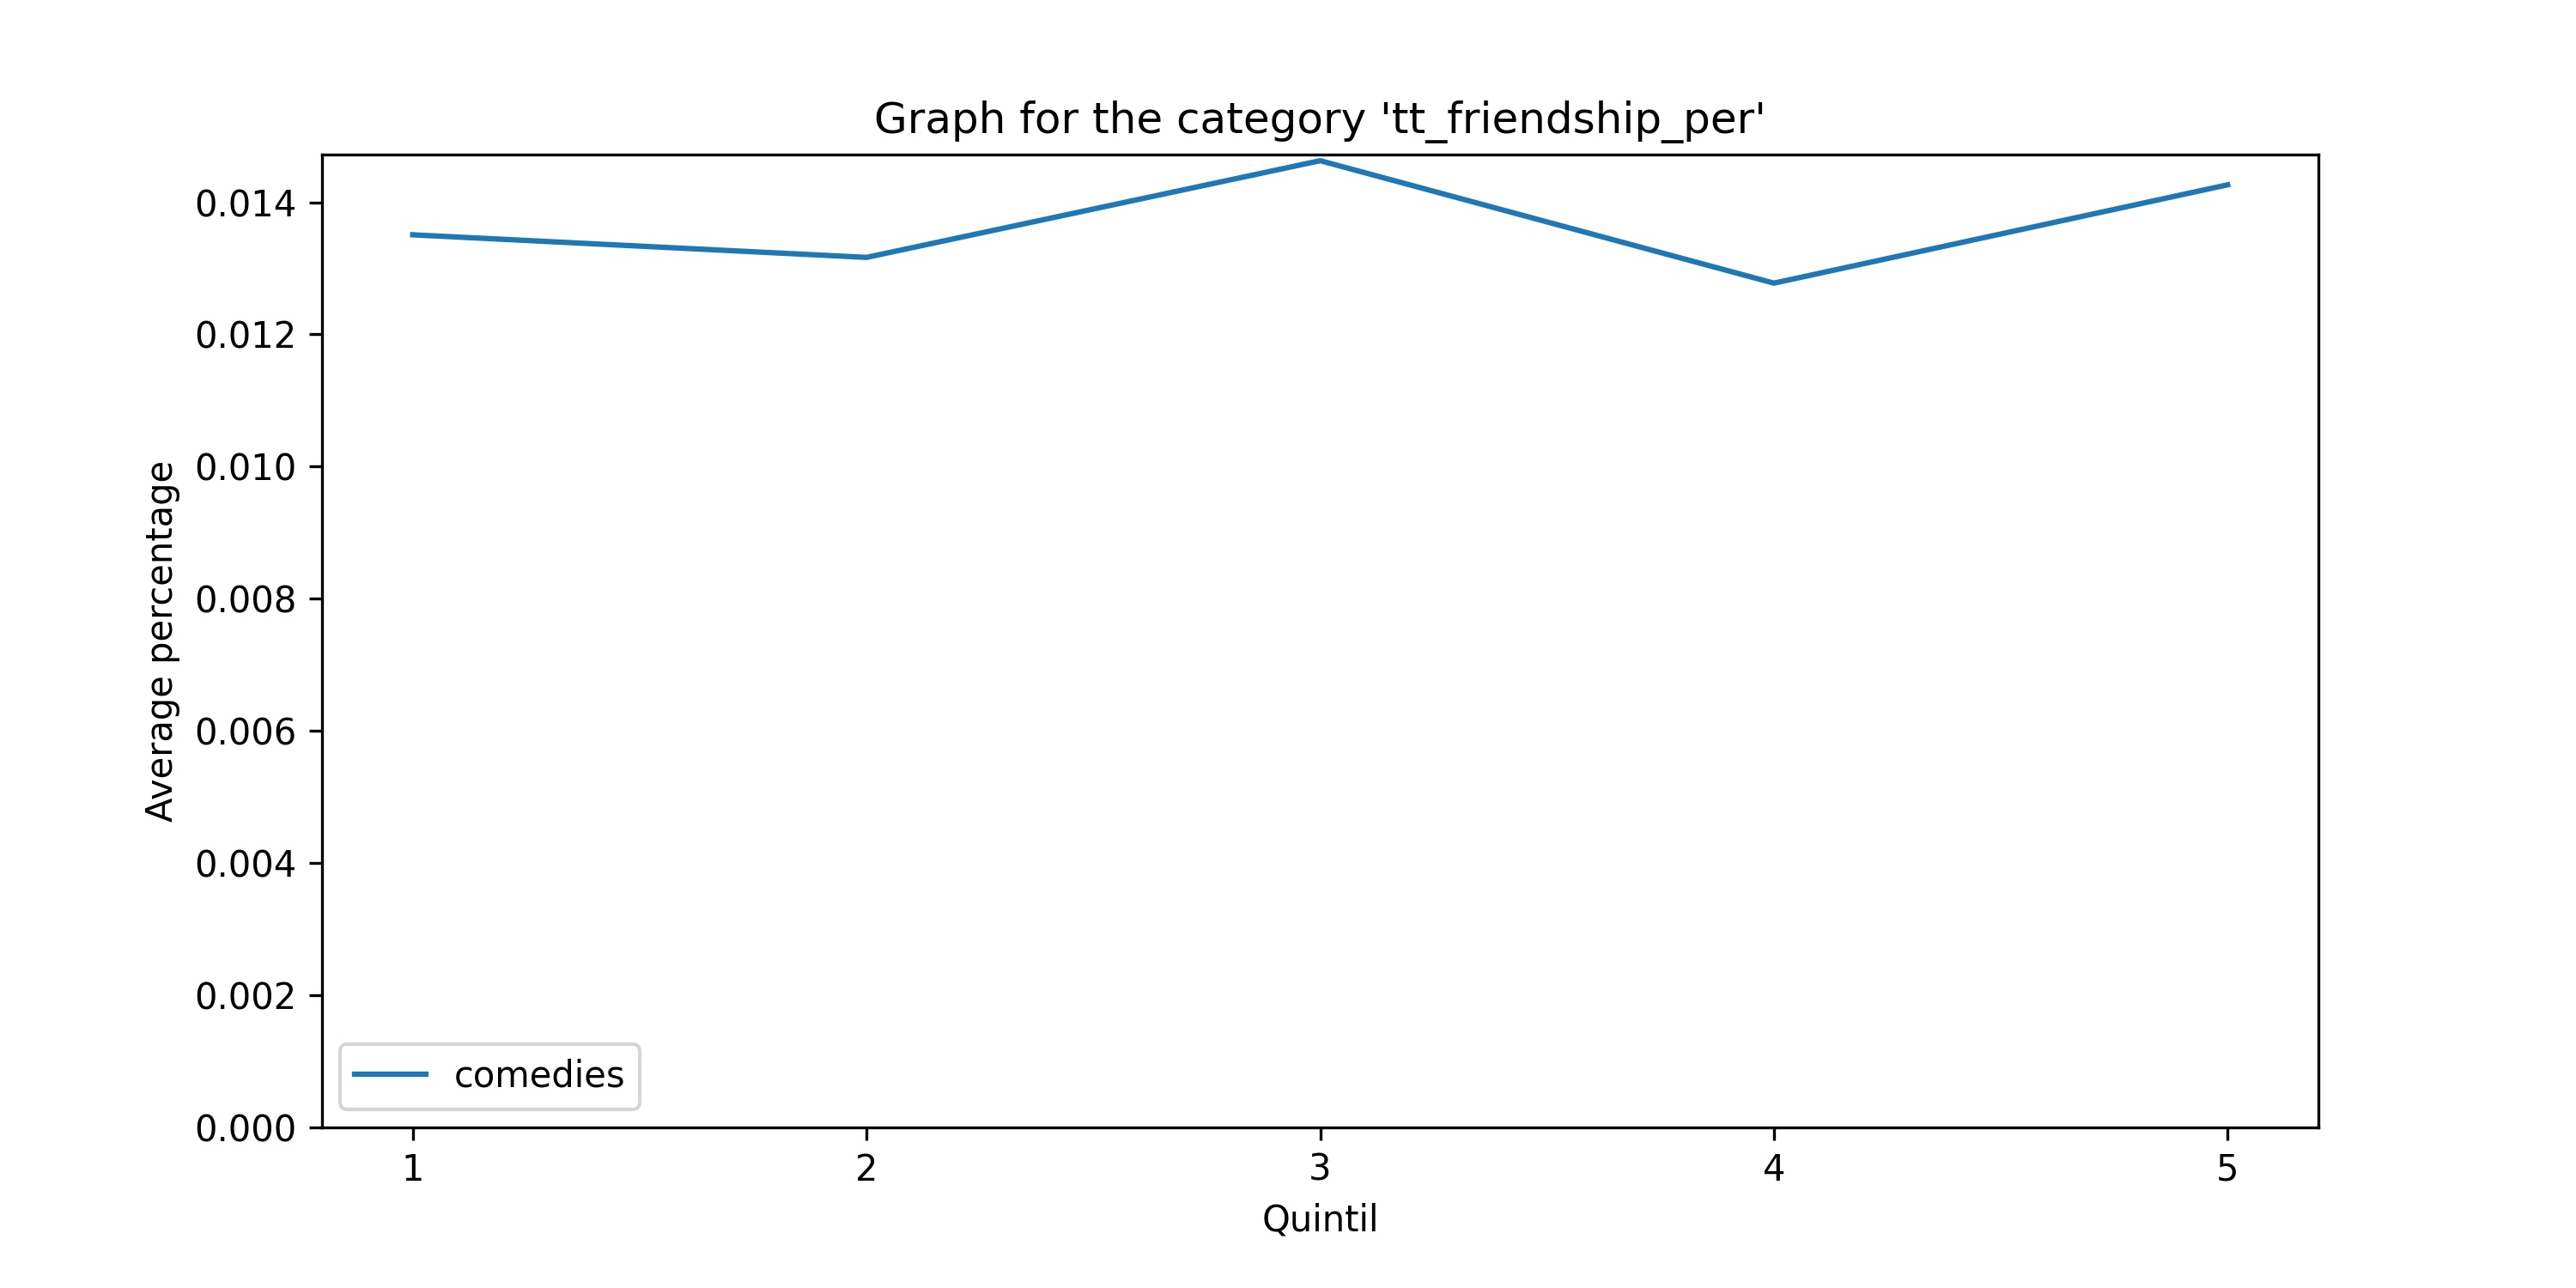 Graph for the category 'tt_friendship_per'
Average percentage
0.014
0.012
0.010
0.008
0.006
0.004
0.002
0.000
comedies
1 2 3 4 5
Quintil